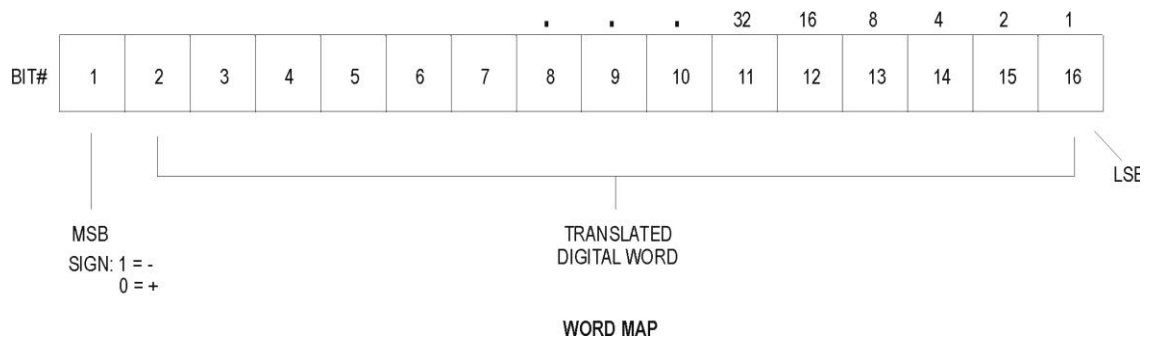 . . . 32 16 8 4 2 1
BIT# 1 2 3 4 5 6 7 8 9 10 11 12 13 14 15 16
LSB
MSB
SIGN: 1 = -
0 = +
TRANSLATED
DIGITAL WORD
WORD MAP